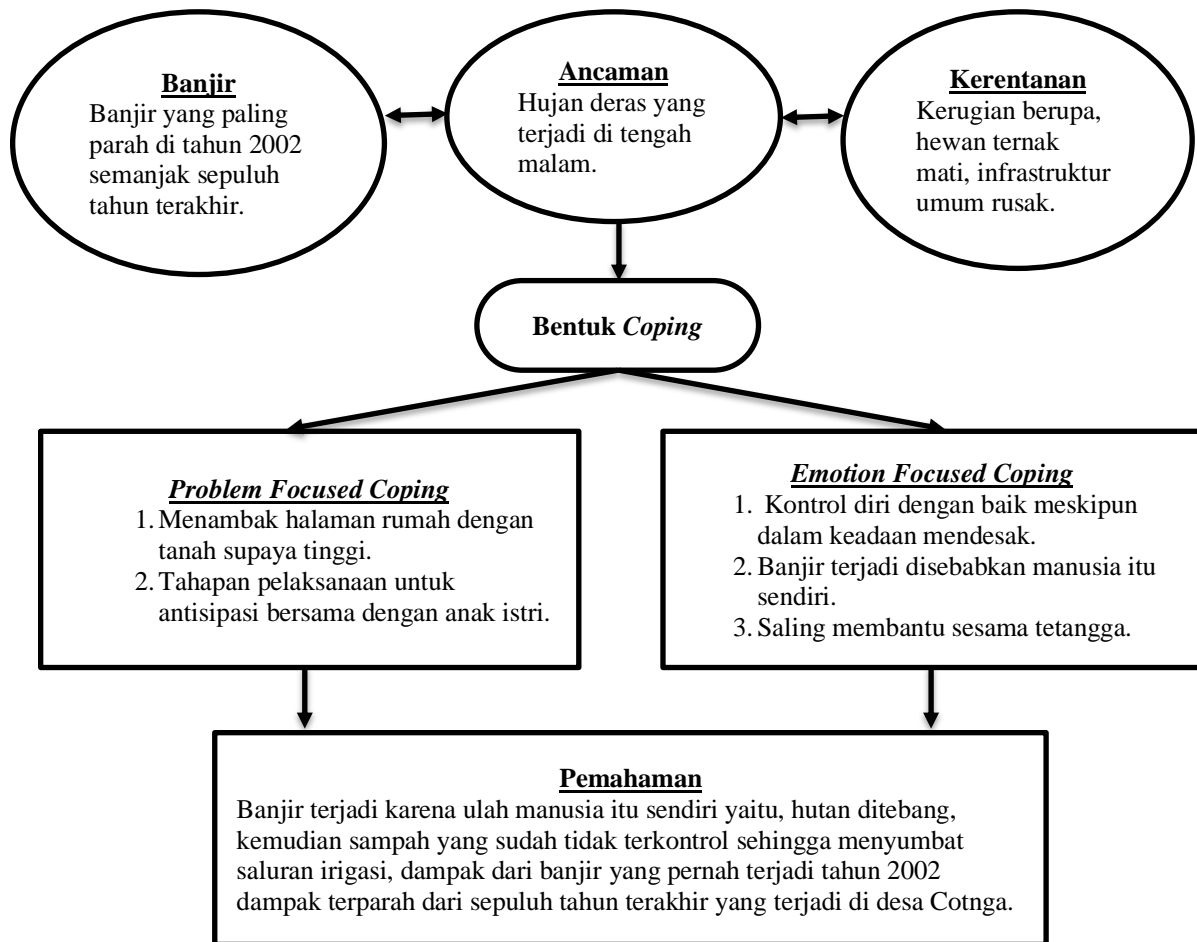 Banjir
Banjir yang paling
parah di tahun 2002
semanjak sepuluh
tahun terakhir.
Ancaman
Hujan deras yang
terjadi di tengah
malam.
Kerentanan
Kerugian berupa,
hewan ternak
mati, infrastruktur
umum rusak.
Bentuk Coping
Problem Focused Coping
1. Menambak halaman rumah dengan
tanah supaya tinggi.
2. Tahapan pelaksanaan untuk
antisipasi bersama dengan anak istri.
Emotion Focused Coping
1. Kontrol diri dengan baik meskipun
dalam keadaan mendesak.
2. Banjir terjadi disebabkan manusia itu
sendiri.
3. Saling membantu sesama tetangga.
Pemahaman
Banjir terjadi karena ulah manusia itu sendiri yaitu, hutan ditebang,
kemudian sampah yang sudah tidak terkontrol sehingga menyumbat
saluran irigasi, dampak dari banjir yang pernah terjadi tahun 2002
dampak terparah dari sepuluh tahun terakhir yang terjadi di desa Cotnga.